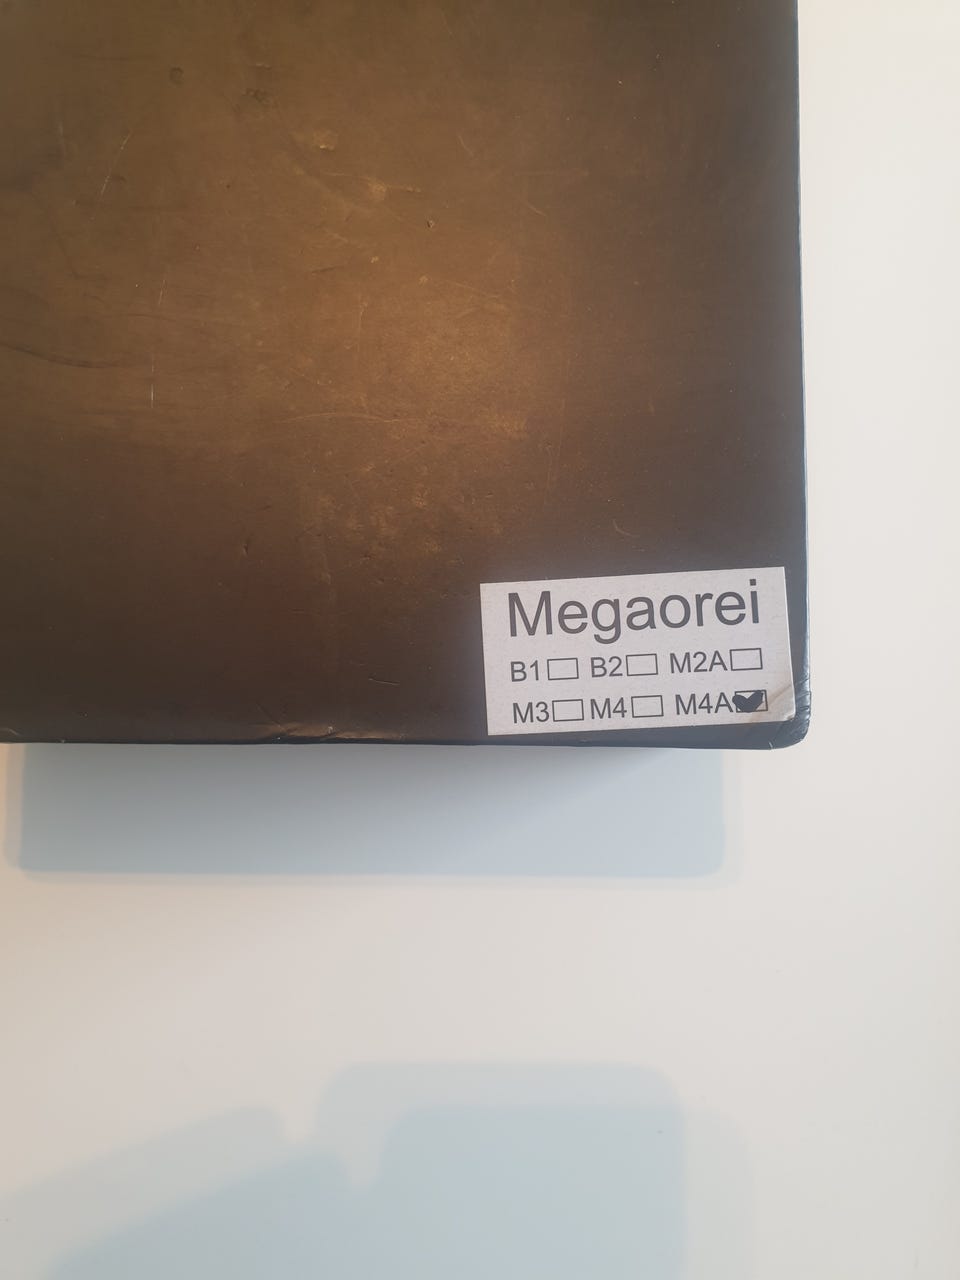 Megaorei
B1☐ B2☐ M2A☐
M3☐ M4☐ M4A☑